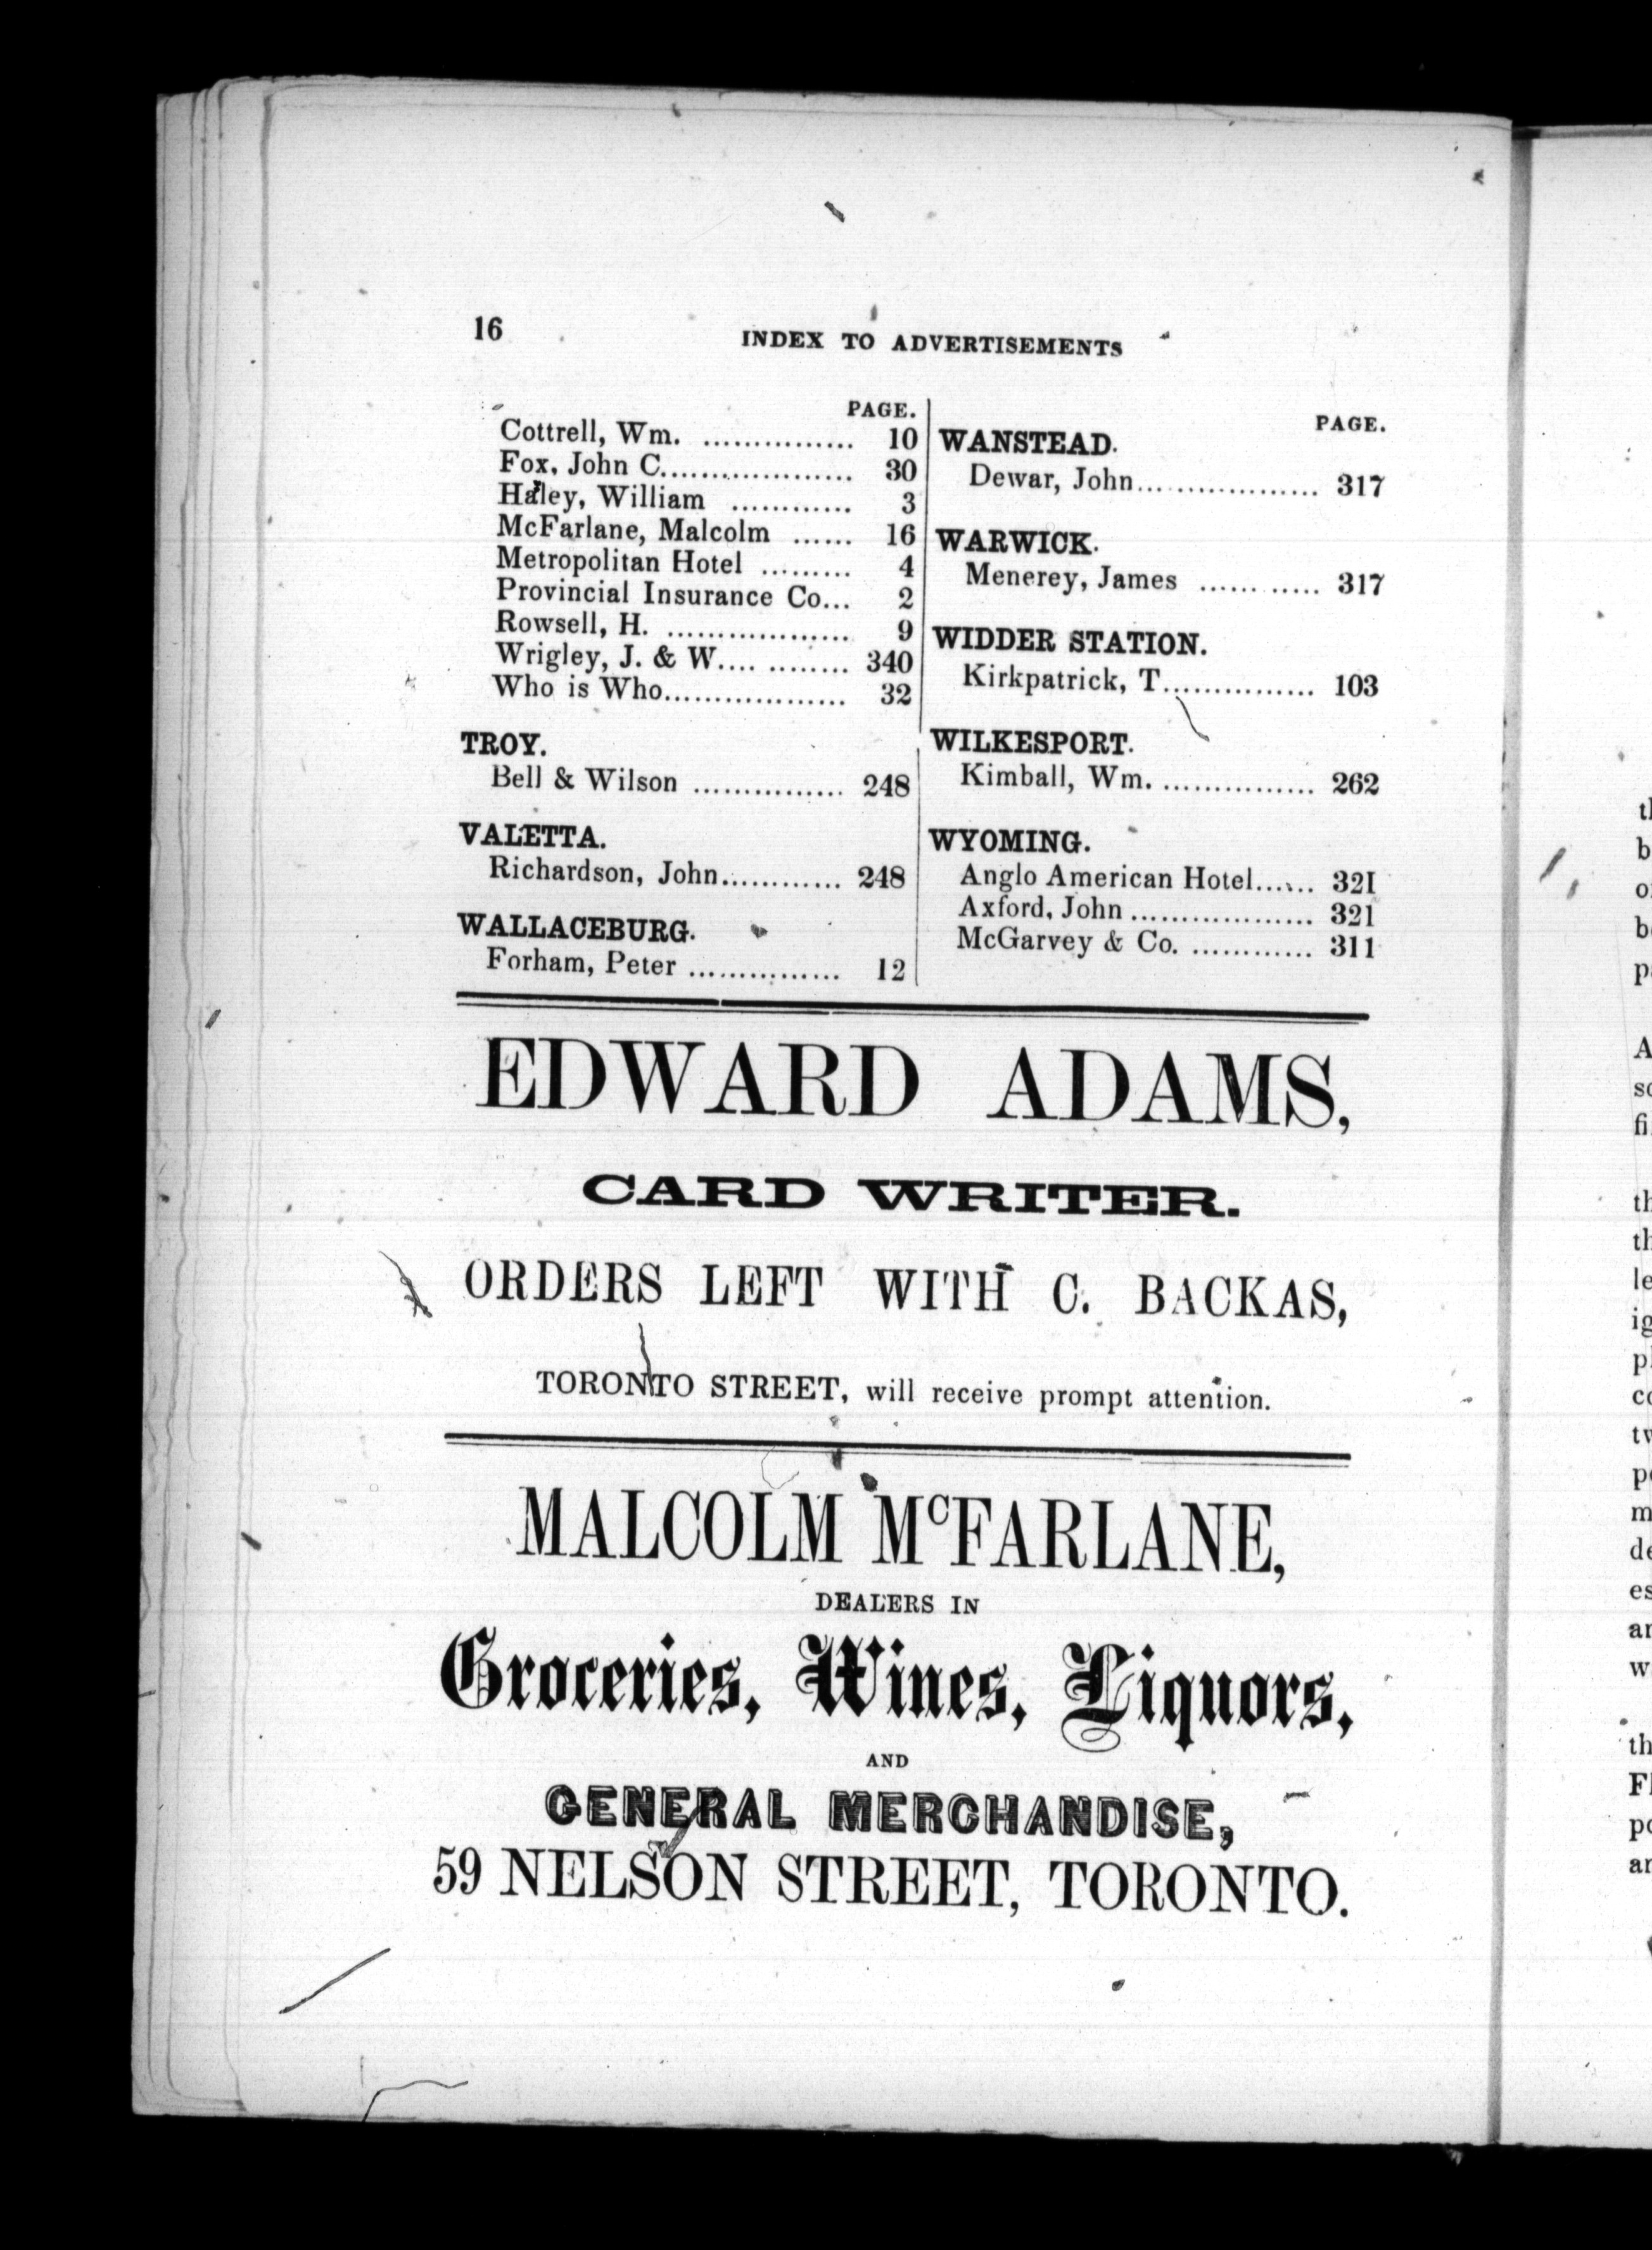 16
INDEX TO ADVERTISEMENTS
PAGE.
Cottrell, Wm. ............... 10
Fox, John C................... 30
Haley, William ............ 3
McFarlane, Malcolm ...... 16
Metropolitan Hotel ......... 4
Provincial Insurance Co... 2
Rowsell, H. .................. 9
Wrigley, J. & W............ 340
Who is Who.................. 32
TROY.
Bell & Wilson ............... 248
VALETTA.
Richardson, John............ 248
WALLACEBURG.
Forham, Peter ............... 12
PAGE.
WANSTEAD.
Dewar, John.................. 317
WARWICK.
Menerey, James ............ 317
WIDDER STATION.
Kirkpatrick, T............... 103
WILKESPORT.
Kimball, Wm. ............... 262
WYOMING.
Anglo American Hotel...... 321
Axford, John .................. 321
McGarvey & Co. ............ 311
EDWARD ADAMS,
CARD WRITER.
ORDERS LEFT WITH C. BACKAS,
TORONTO STREET, will receive prompt attention.
MALCOLM McFARLANE,
DEALERS IN
Groceries, Wines, Liquors,
AND
GENERAL MERCHANDISE,
59 NELSON STREET, TORONTO.